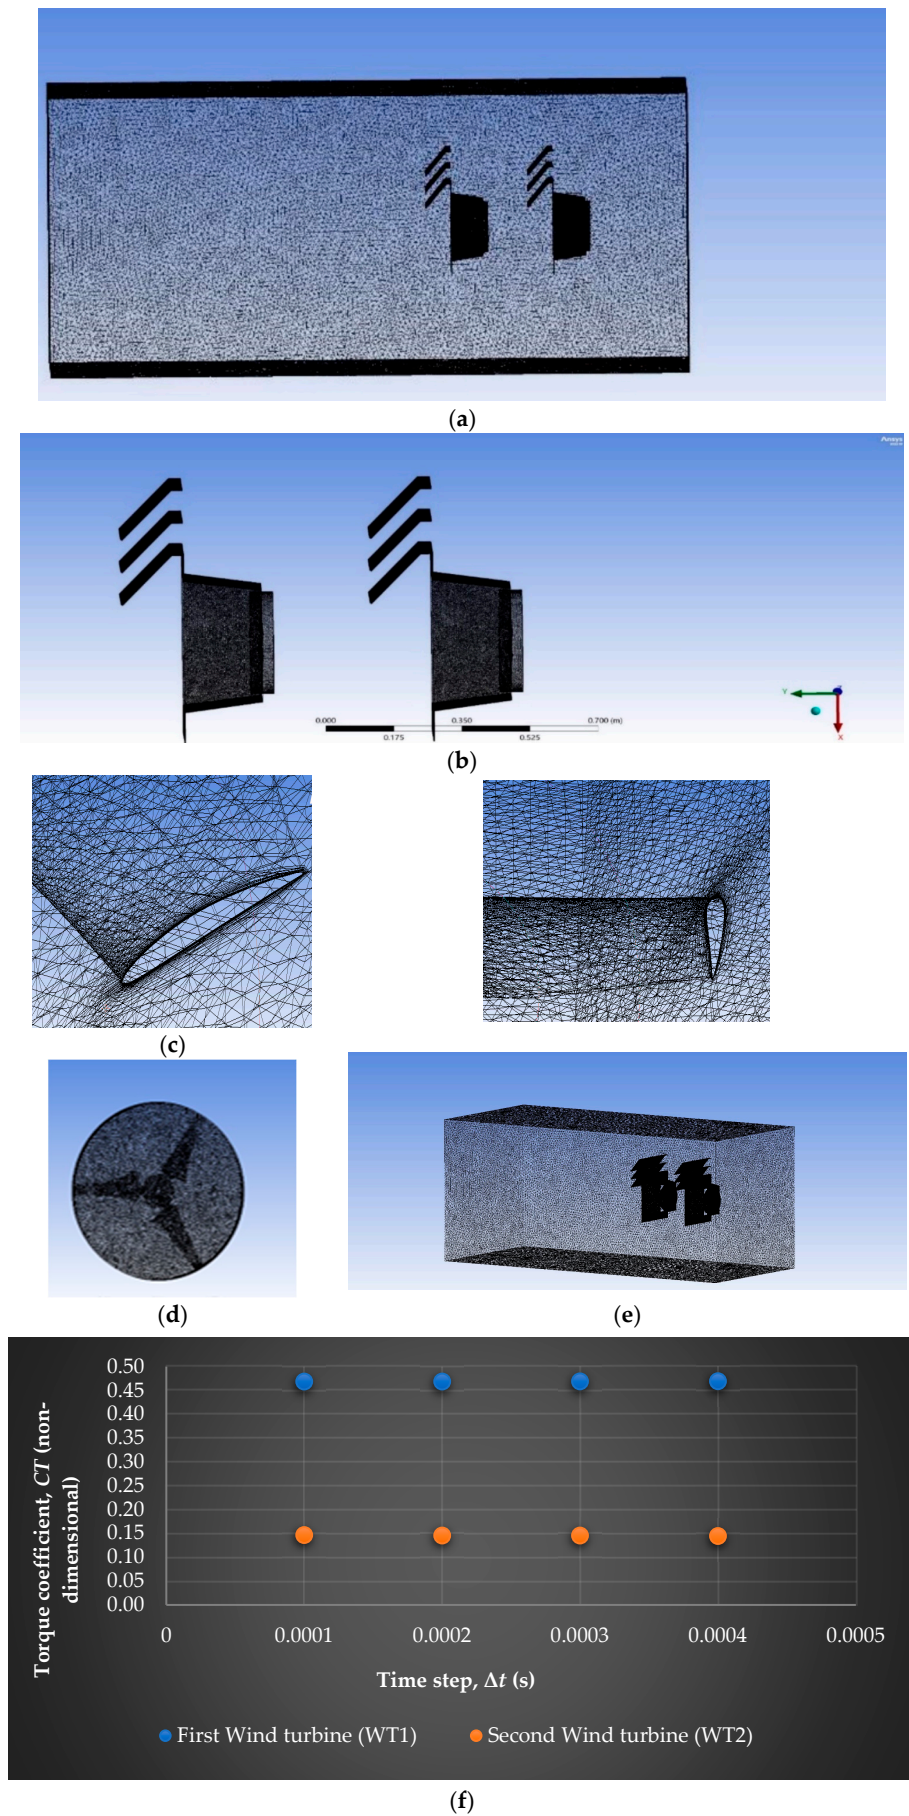 (a)
Ansys
0.000 0.350 0.700 (m)
0.175 0.525
Y
Z
X
(b)
(c)
(d) (e)
0.50
0.45
0.40
0.35
0.30
0.25
0.20
0.15
0.10
0.05
0.00
Torque coefficient, CT (non-
dimensional)
0 0.0001 0.0002 0.0003 0.0004 0.0005
Time step, Δt (s)
First Wind turbine (WT1) Second Wind turbine (WT2)
(f)